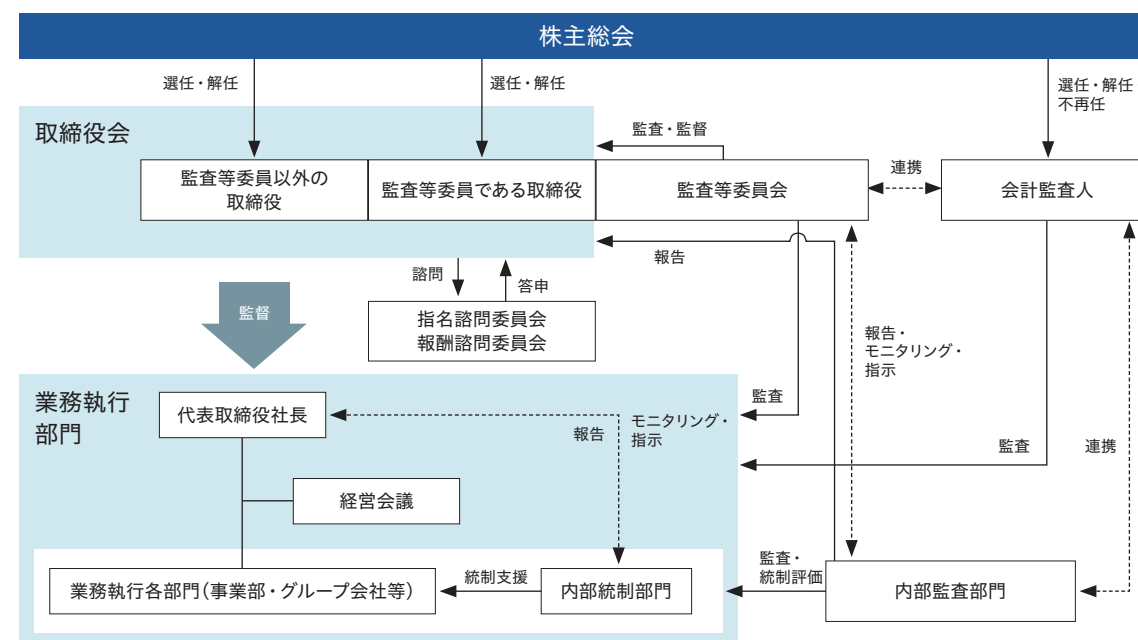 株主総会
選任・解任
選任・解任
選任・解任
不再任
取締役会
監査・監督
連携
監査等委員以外の
取締役
監査等委員である取締役
監査等委員会
会計監査人
報告
諮問
答申
監督
指名諮問委員会
報酬諮問委員会
報告・
モニタリング・
指示
業務執行
部門
代表取締役社長
監査
報告
モニタリング・
指示
監査
連携
経営会議
監査・
統制評価
業務執行各部門（事業部・グループ会社等）
統制支援
内部統制部門
内部監査部門